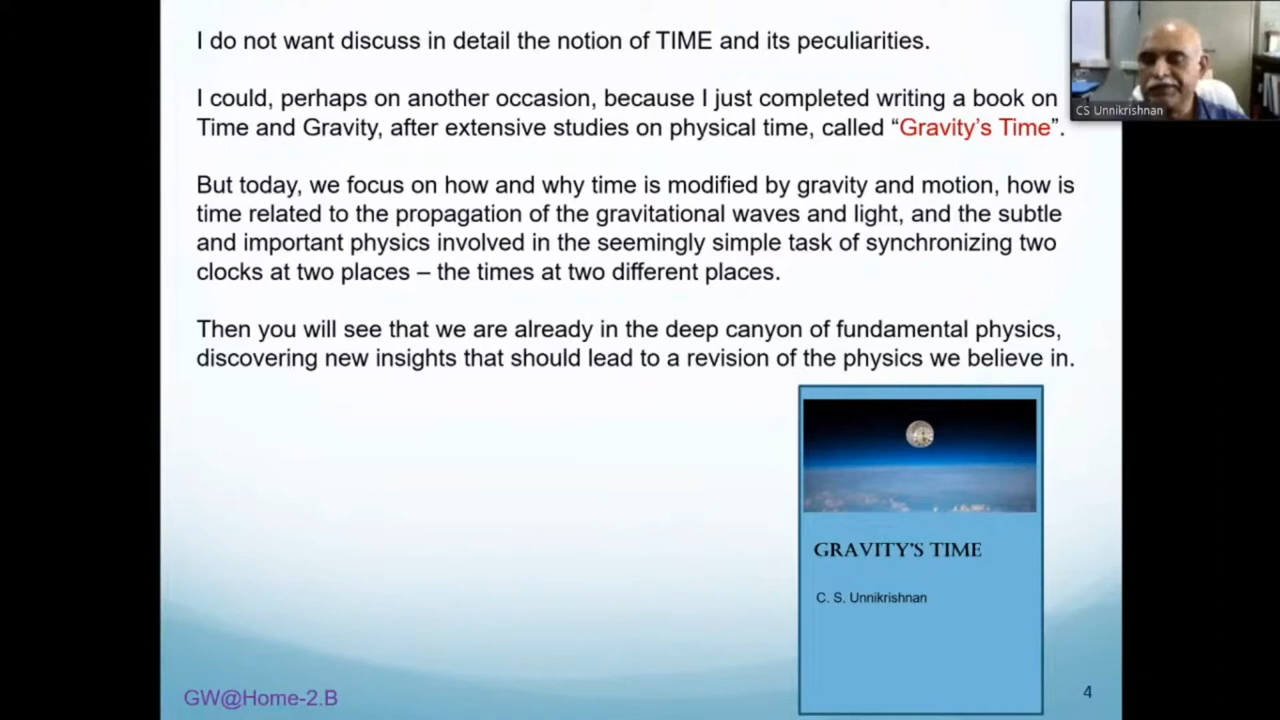 I do not want discuss in detail the notion of TIME and its peculiarities.
I could, perhaps on another occasion, because I just completed writing a book on
Time and Gravity, after extensive studies on physical time, called “Gravity’s Time”.
But today, we focus on how and why time is modified by gravity and motion, how is
time related to the propagation of the gravitational waves and light, and the subtle
and important physics involved in the seemingly simple task of synchronizing two
clocks at two places – the times at two different places.
Then you will see that we are already in the deep canyon of fundamental physics,
discovering new insights that should lead to a revision of the physics we believe in.
CS Unnikrishnan
GRAVITY’S TIME
C. S. Unnikrishnan
GW@Home-2.B
4